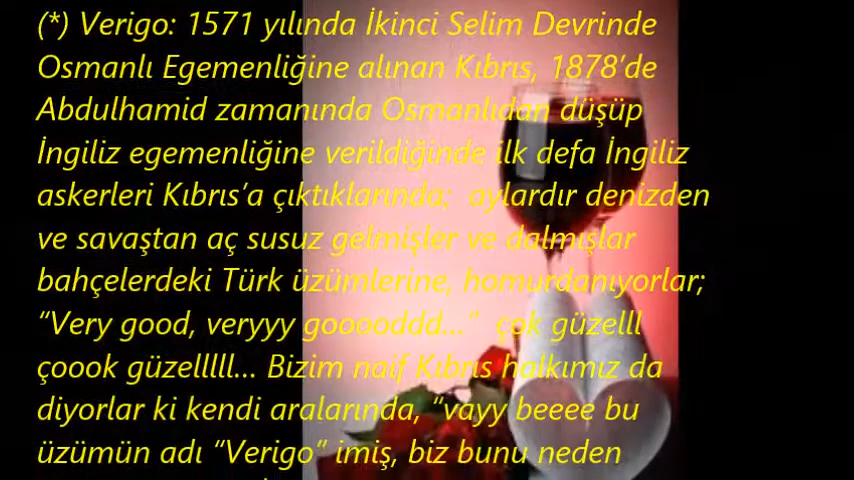 (*) Verigo: 1571 yılında İkinci Selim Devrinde
Osmanlı Egemenliğine alınan Kıbrıs, 1878’de
Abdulhamid zamanında Osmanlıdan düşüp
İngiliz egemenliğine verildiğinde ilk defa İngiliz
askerleri Kıbrıs’a çıktıklarında; aylardır denizden
ve savaştan aç susuz gelmişler ve dalmışlar
bahçelerdeki Türk üzümlerine, homurdanıyorlar;
“Very good, veryyy gooooddd...” çok güzelll
çoook güzelllll... Bizim naif Kıbrıs halkımız da
diyorlar ki kendi aralarında, “vayy beeee bu
üzümün adı “Verigo” imiş, biz bunu neden